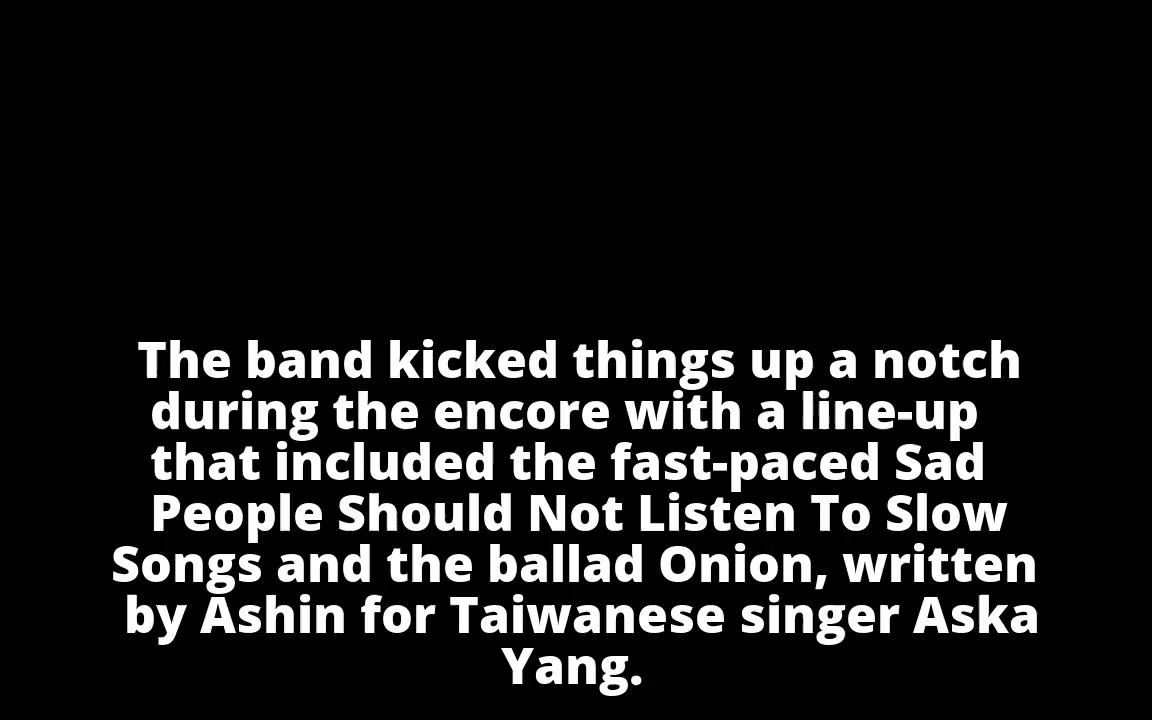 The band kicked things up a notch
during the encore with a line-up
that included the fast-paced Sad
People Should Not Listen To Slow
Songs and the ballad Onion, written
by Ashin for Taiwanese singer Aska
Yang.